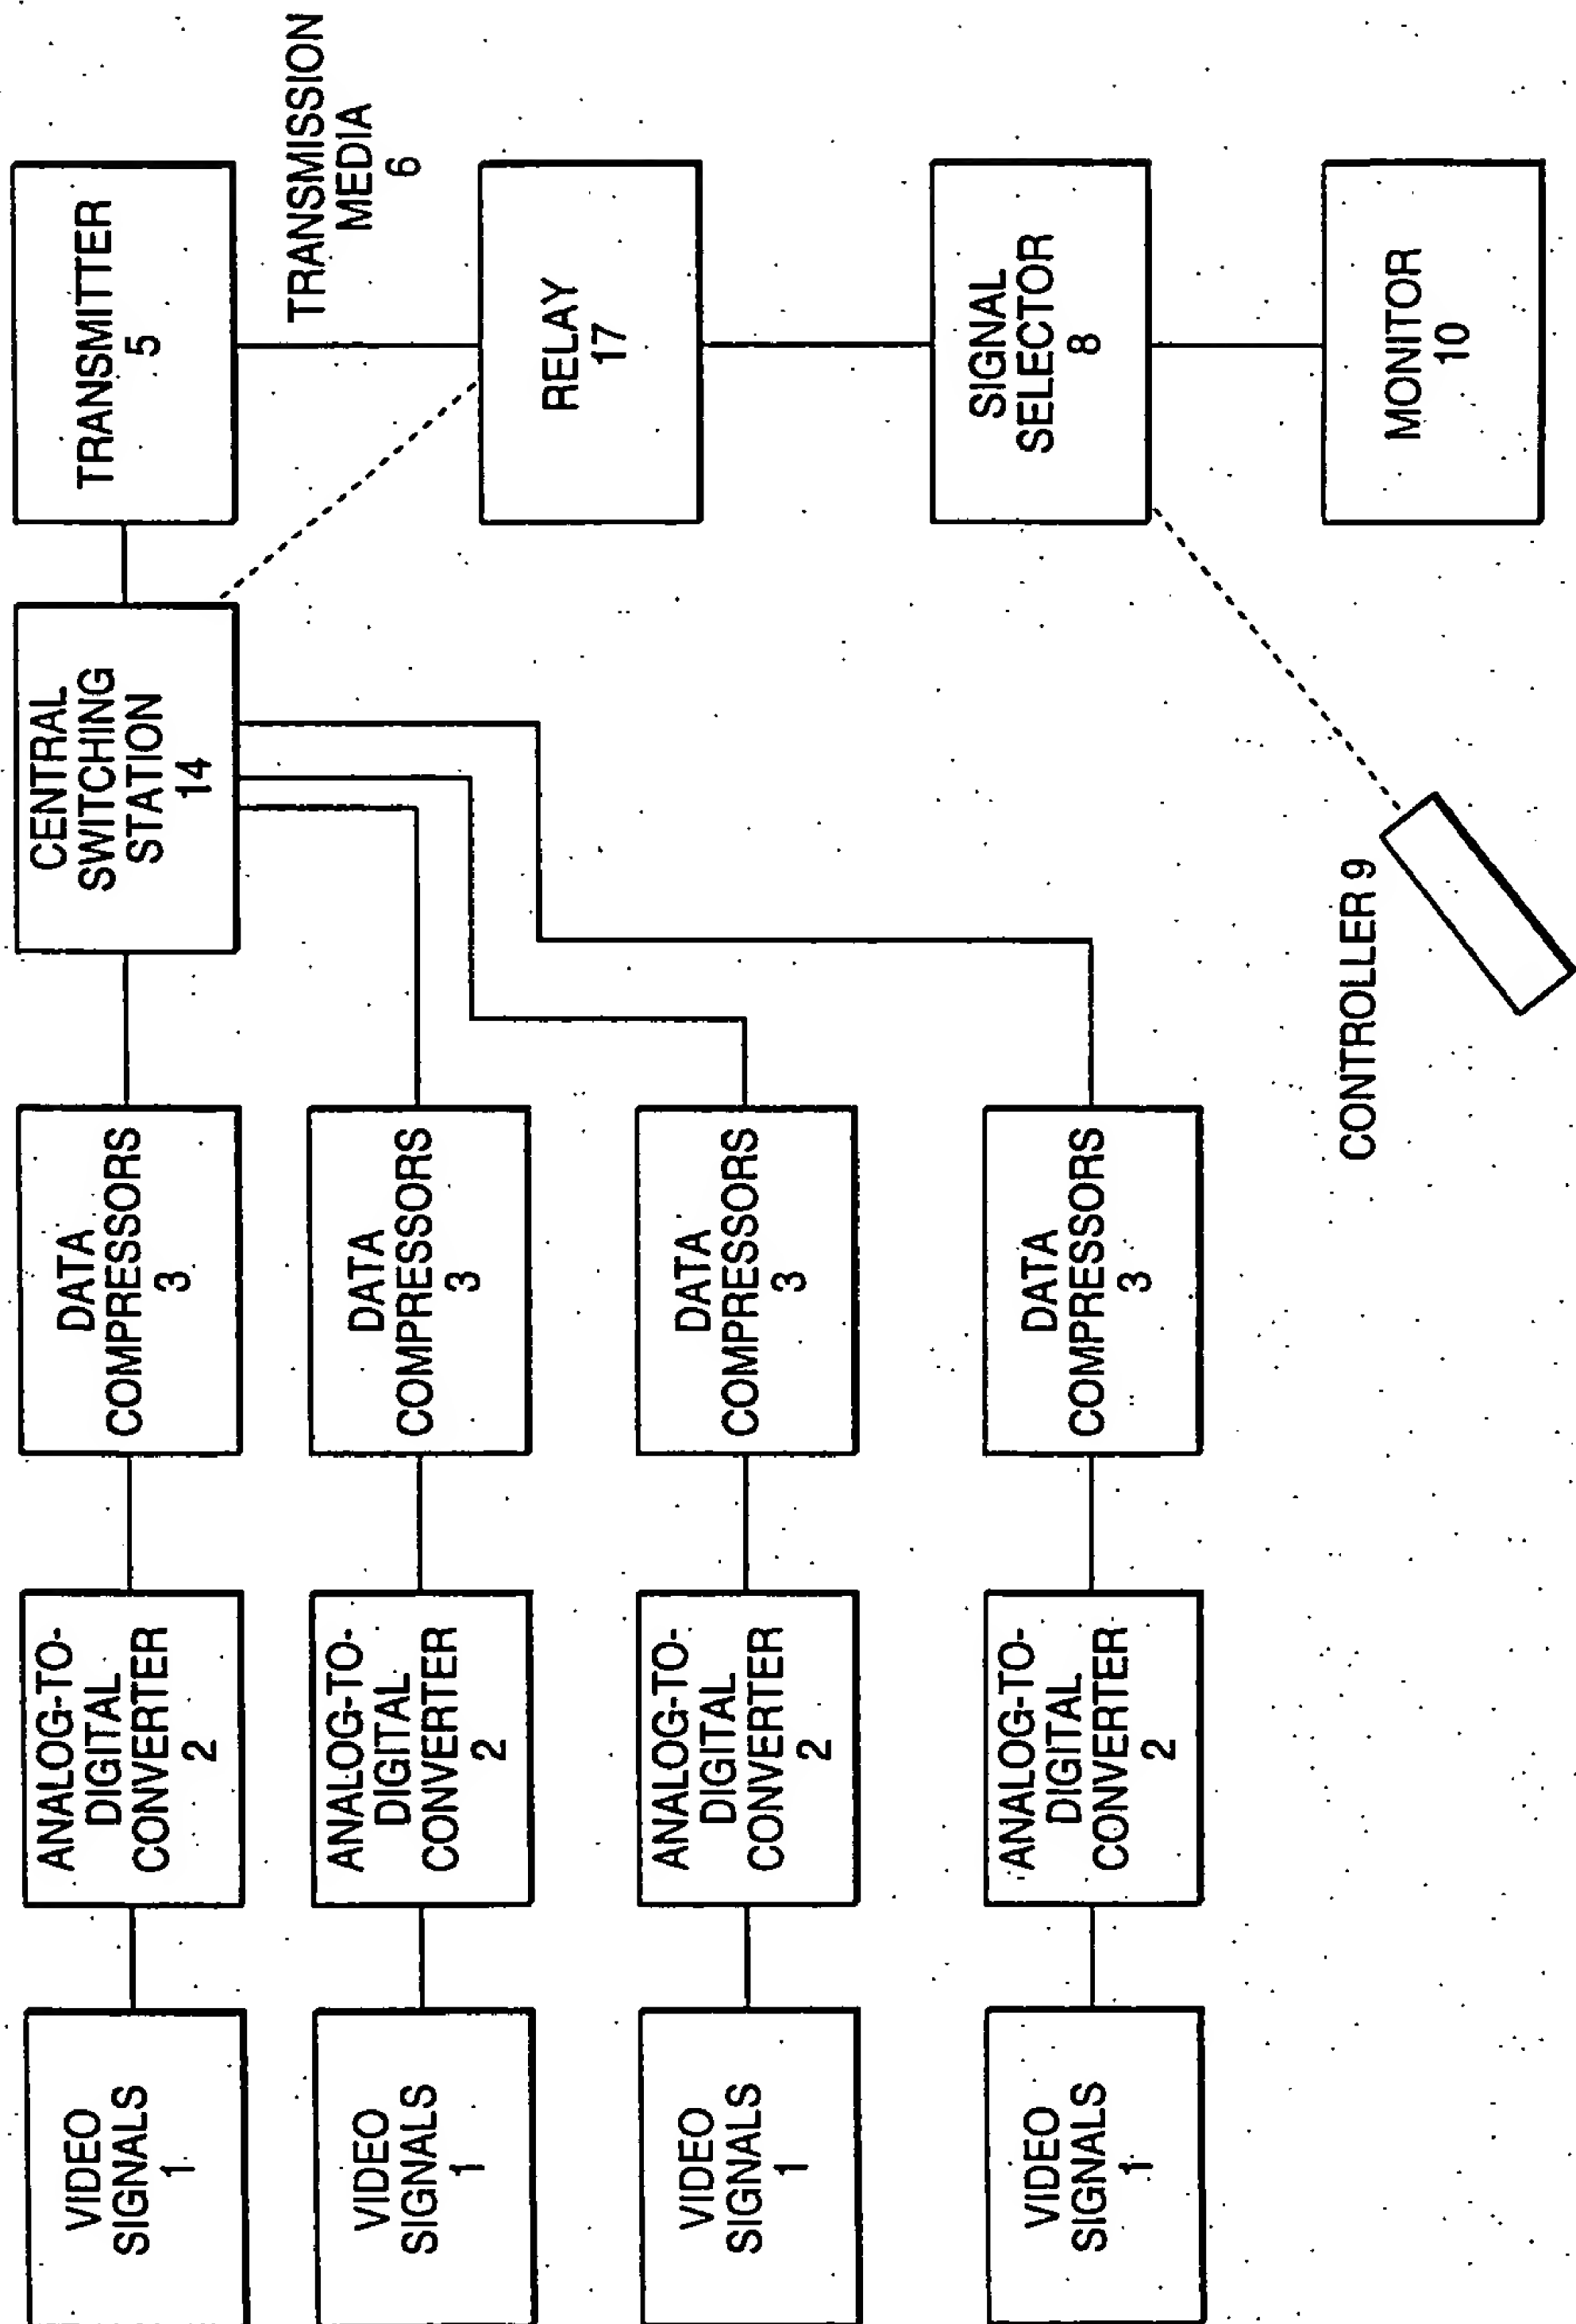 VIDEO
SIGNALS
1
ANALOG-TO-
DIGITAL
CONVERTER
2
DATA
COMPRESSORS
3
CENTRAL
SWITCHING
STATION
14
TRANSMITTER
5
TRANSMISSION
MEDIA
6
VIDEO
SIGNALS
1
ANALOG-TO-
DIGITAL
CONVERTER
2
DATA
COMPRESSORS
3
RELAY
17
VIDEO
SIGNALS
1
ANALOG-TO-
DIGITAL
CONVERTER
2
DATA
COMPRESSORS
3
SIGNAL
SELECTOR
8
VIDEO
SIGNALS
1
ANALOG-TO-
DIGITAL
CONVERTER
2
DATA
COMPRESSORS
3
CONTROLLER 9
MONITOR
10